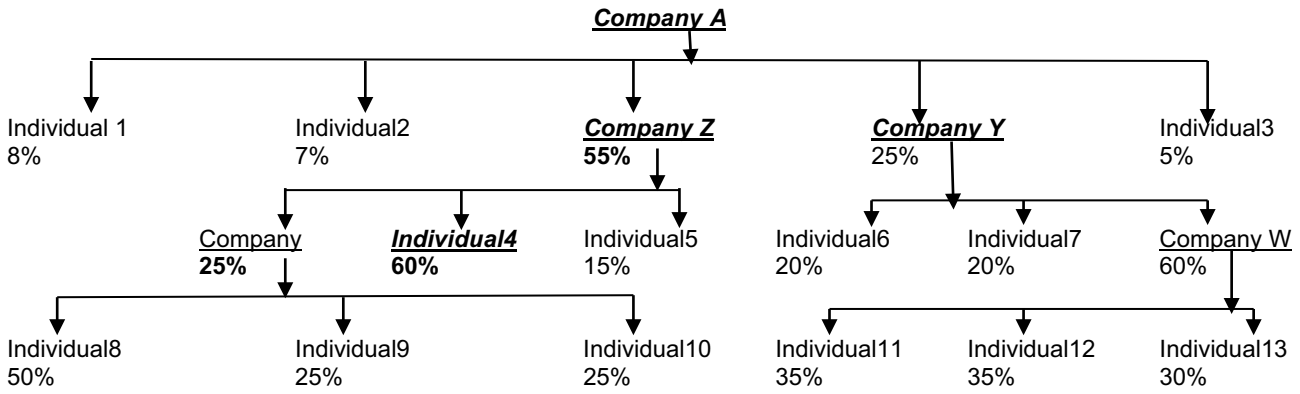 Company A
Individual 1 Individual2 Company Z Company Y Individual3
8% 7% 55% 25% 5%
Company Individual4 Individual5 Individual6 Individual7 Company W
25% 60% 15% 20% 20% 60%
Individual8 Individual9 Individual10 Individual11 Individual12 Individual13
50% 25% 25% 35% 35% 30%